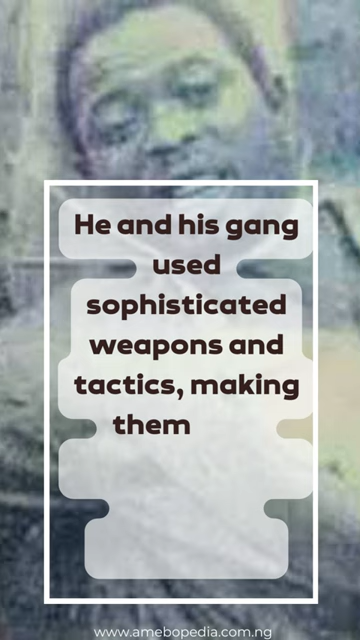 He and his gang
used
sophisticated
weapons and
tactics, making
them
www.amebopedia.com.ng